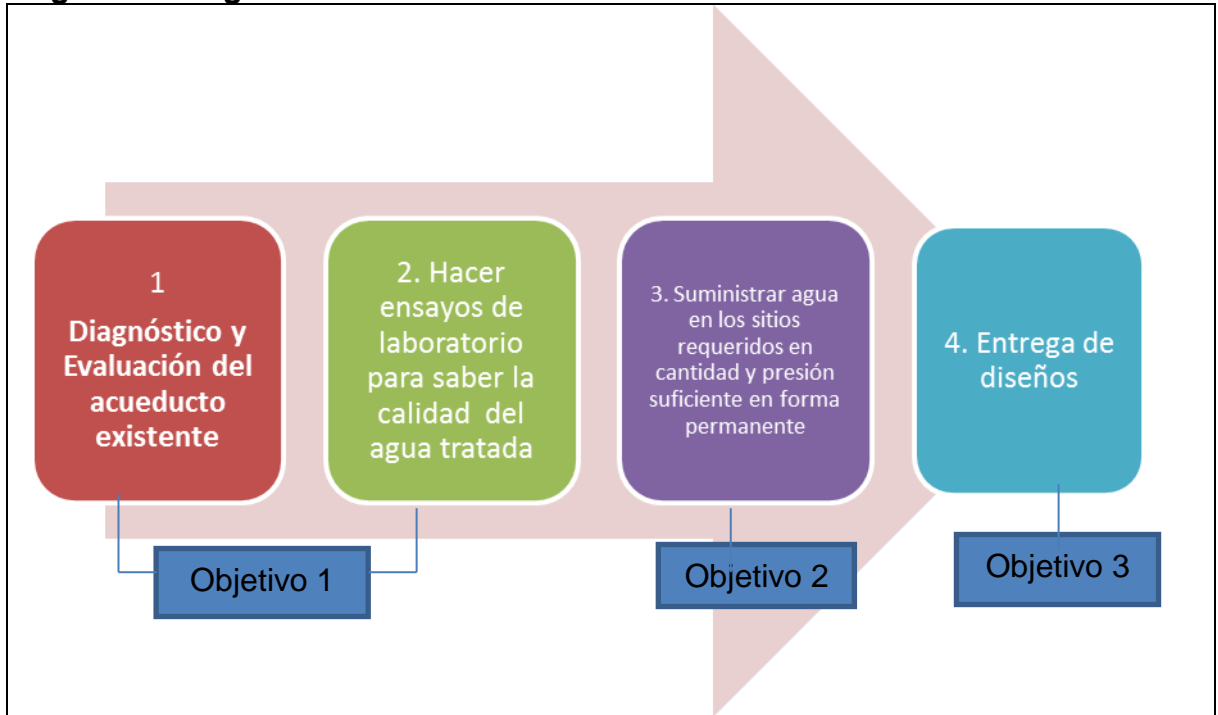 1
Diagnóstico y
Evaluación del
acueducto
existente
2. Hacer
ensayos de
laboratorio
para saber la
calidad del
agua tratada
3. Suministrar agua
en los sitios
requeridos en
cantidad y presión
suficiente en forma
permanente
4. Entrega de
diseños
Objetivo 1
Objetivo 2
Objetivo 3